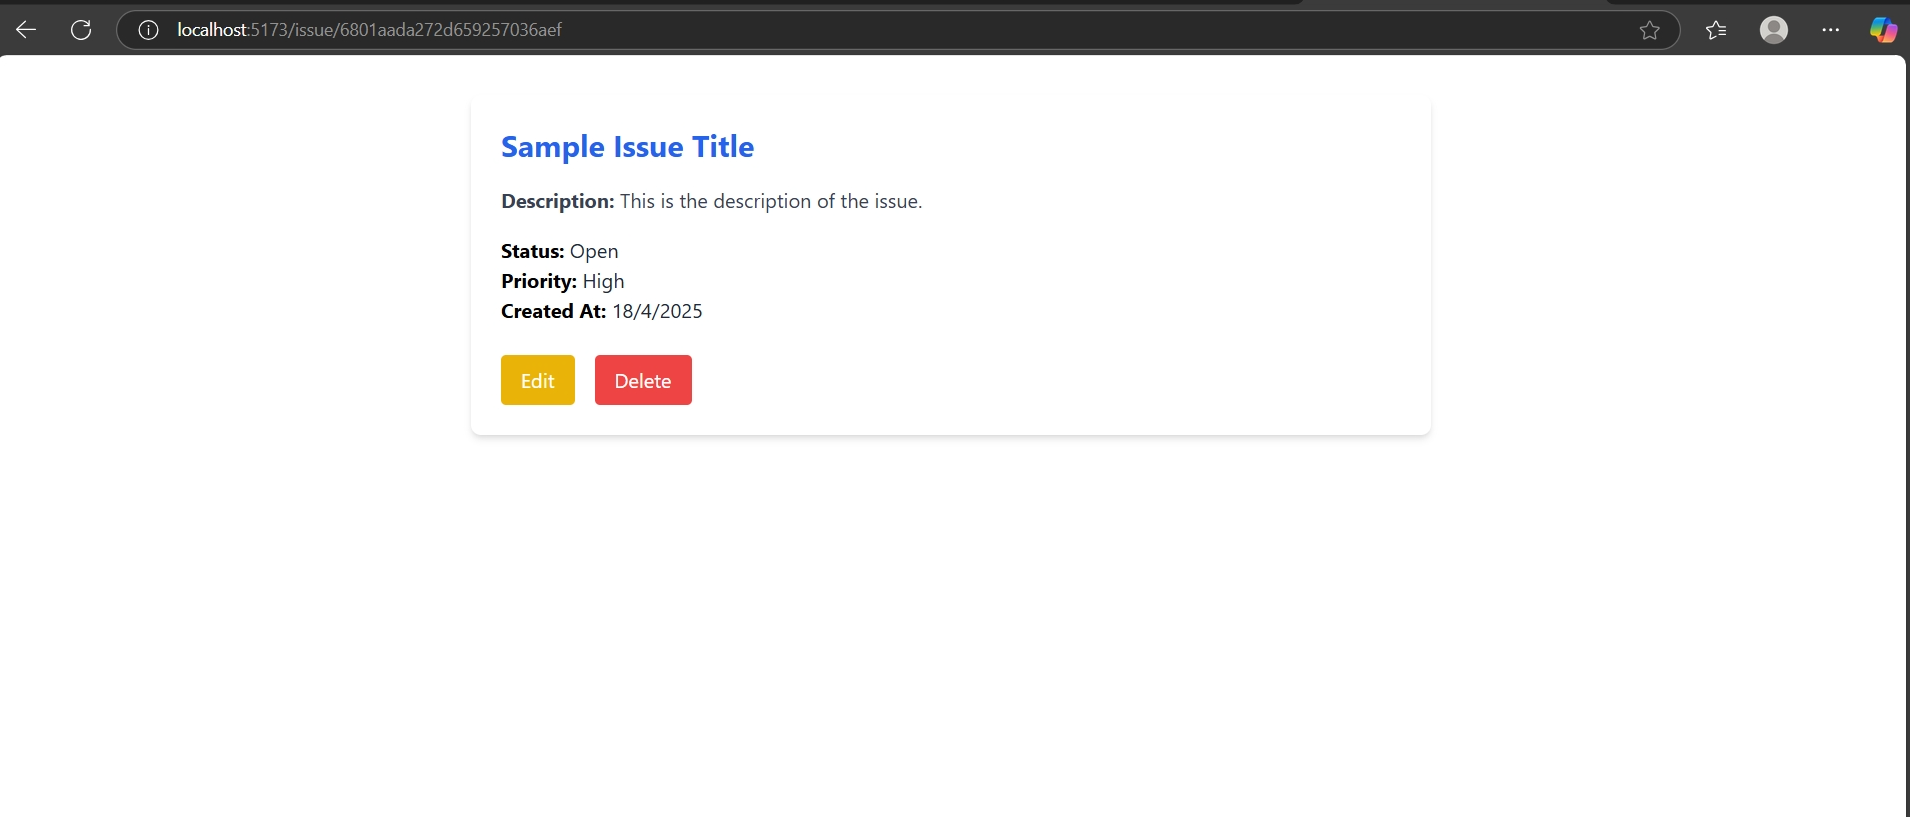 localhost:5173/issue/6801aada272d659257036aef
Sample Issue Title
Description: This is the description of the issue.
Status: Open
Priority: High
Created At: 18/4/2025
Edit Delete